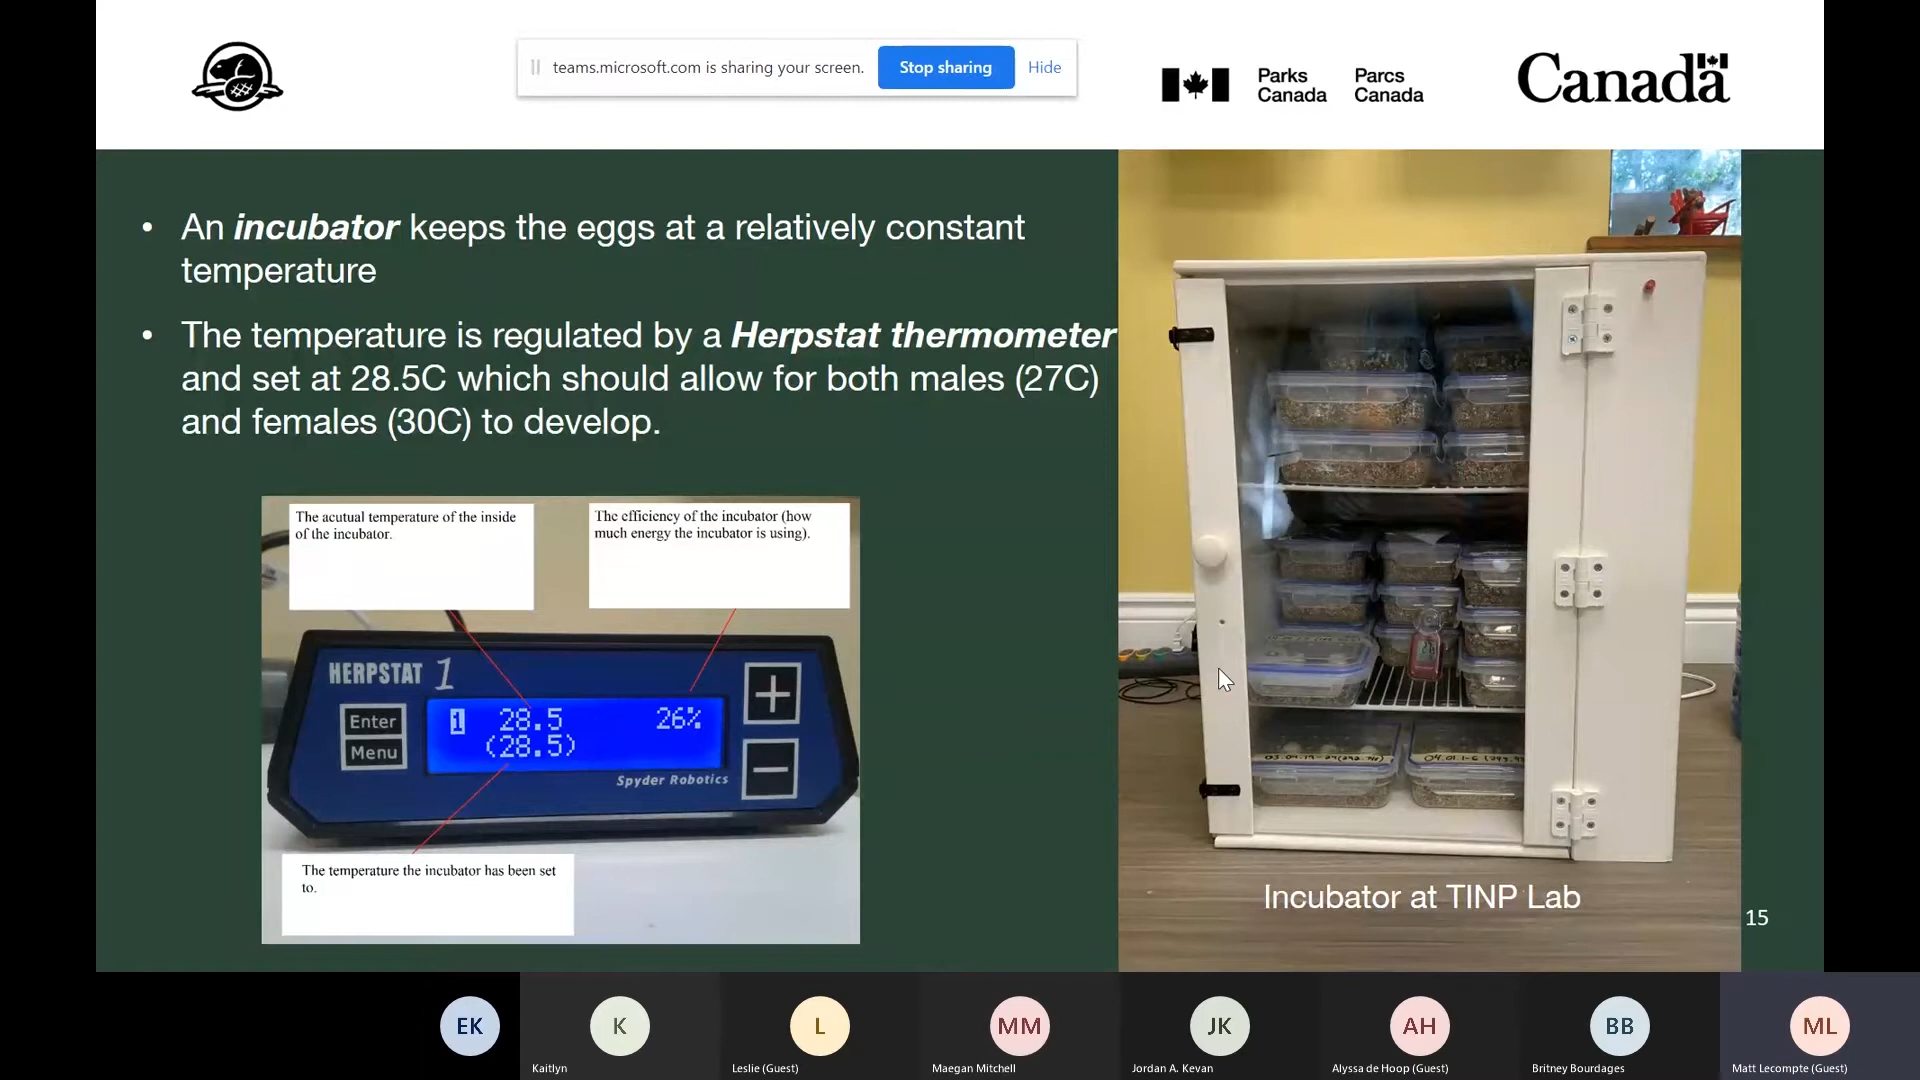 teams.microsoft.com is sharing your screen.
Stop sharing
Hide
Parks
Canada
Parcs
Canada
Canada
• An incubator keeps the eggs at a relatively constant
temperature
• The temperature is regulated by a Herpstat thermometer
and set at 28.5C which should allow for both males (27C)
and females (30C) to develop.
The acutual temperature of the inside
of the incubator.
The efficiency of the incubator (how
much energy the incubator is using).
HERPSTAT 1
Enter
Menu
1 28.5 26%
(28.5)
+
−
Spyder Robotics
The temperature the incubator has been set
to.
Incubator at TINP Lab
15
EK
K
L
MM
JK
AH
BB
ML
Kaitlyn
Leslie (Guest)
Maegan Mitchell
Jordan A. Kevan
Alyssa de Hoop (Guest)
Britney Bourdages
Matt Lecompte (Guest)